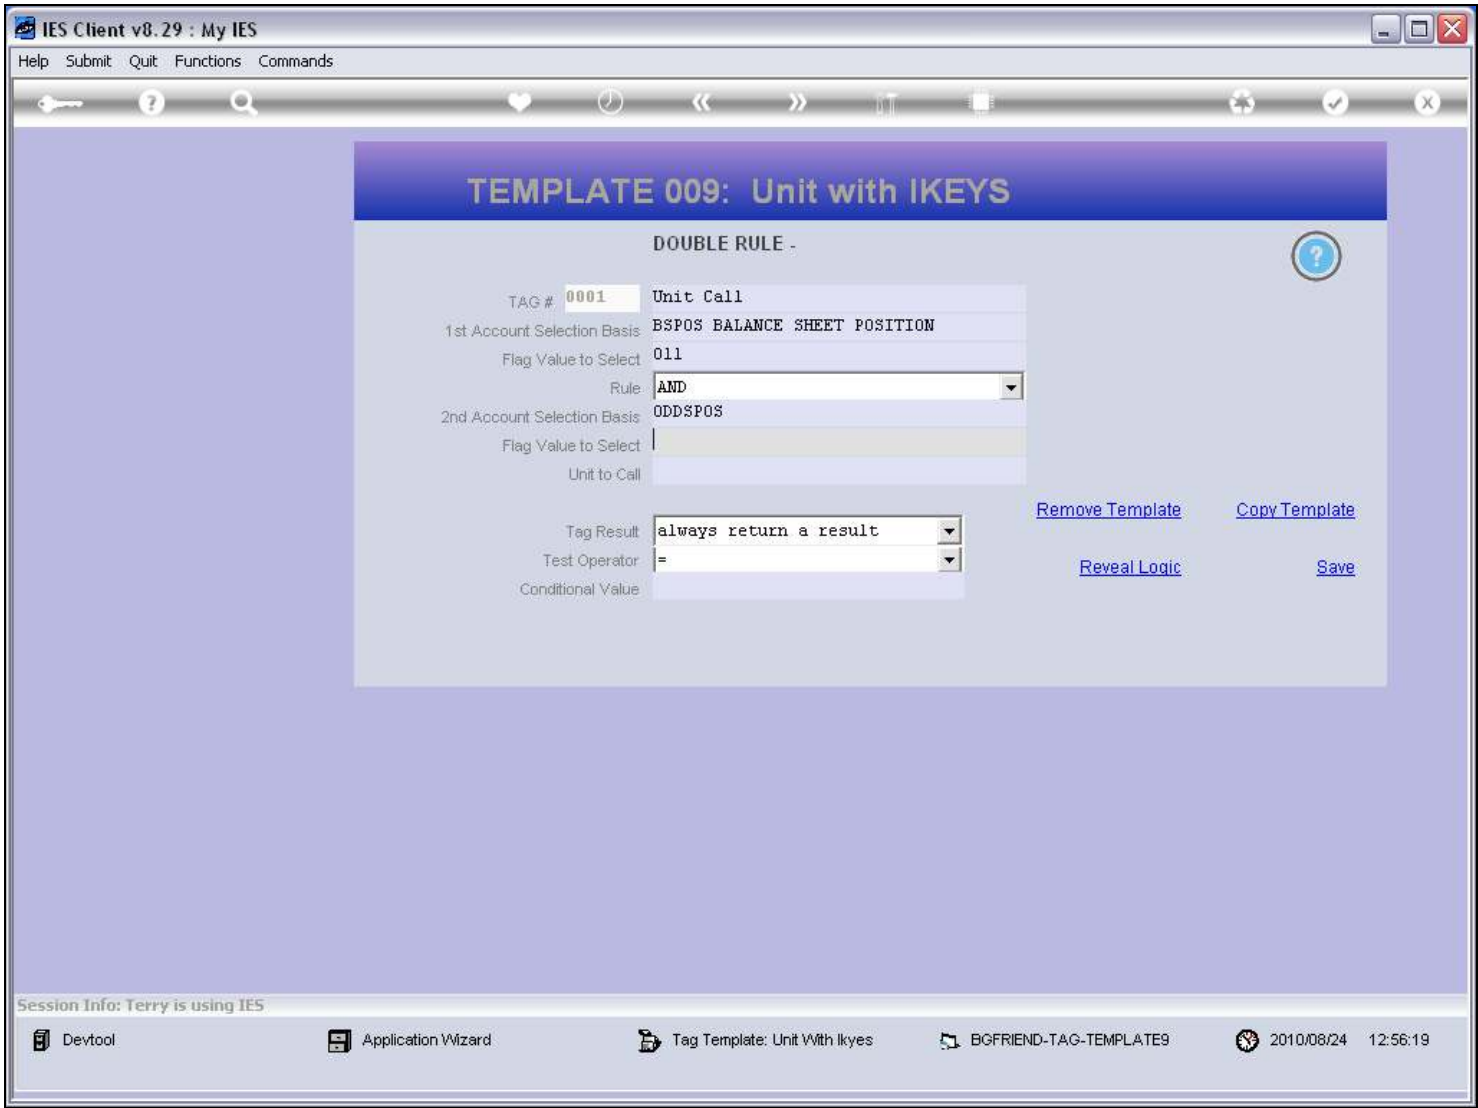 IES Client v8.29 : My IES
Help Submit Quit Functions Commands
TEMPLATE 009: Unit with IKEYS
DOUBLE RULE -
TAG # 0001 Unit Call
1st Account Selection Basis BSPOS BALANCE SHEET POSITION
Flag Value to Select 011
Rule AND
2nd Account Selection Basis ODDSPOS
Flag Value to Select
Unit to Call
Remove Template Copy Template
Tag Result always return a result
Test Operator =
Reveal Logic Save
Conditional Value
Session Info: Terry is using IES
Devtool Application Wizard Tag Template: Unit With Ikyes BGFRIEND-TAG-TEMPLATE9 2010/08/24 12:56:19